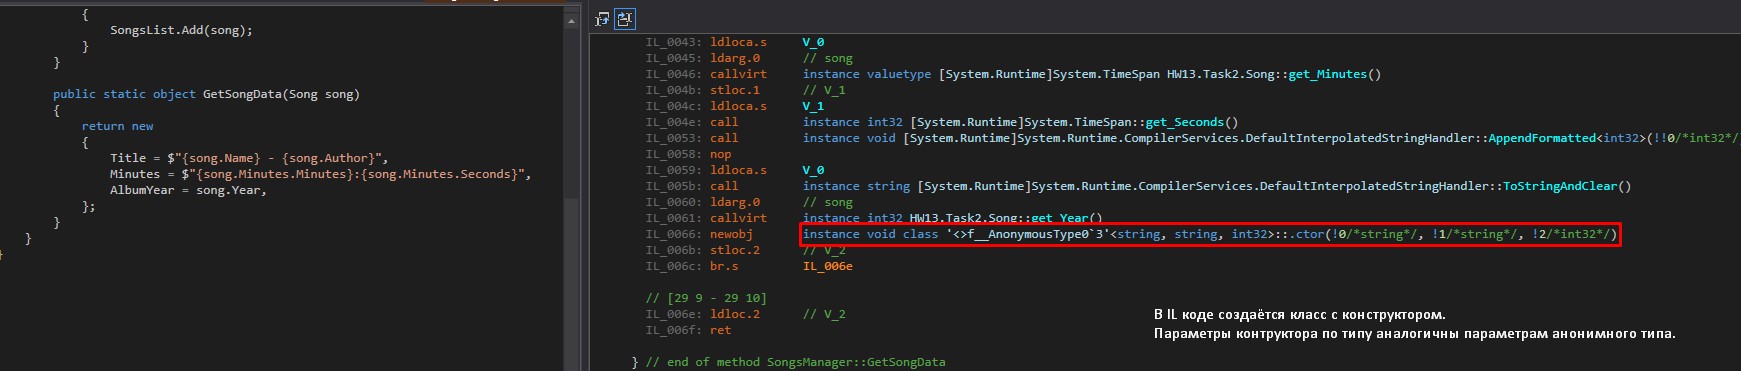 {
SongsList.Add(song);
}
}
public static object GetSongData(Song song)
{
return new
{
Title = $"{song.Name} - {song.Author}",
Minutes = $"{song.Minutes.Minutes}:{song.Minutes.Seconds}",
AlbumYear = song.Year,
};
}
}
}
IL_0043: ldloca.s V_0
IL_0045: ldarg.0 // song
IL_0046: callvirt instance valuetype [System.Runtime]System.TimeSpan HW13.Task2.Song::get_Minutes()
IL_004b: stloc.1 // V_1
IL_004c: ldloca.s V_1
IL_004e: call instance int32 [System.Runtime]System.TimeSpan::get_Seconds()
IL_0053: call instance void [System.Runtime]System.Runtime.CompilerServices.DefaultInterpolatedStringHandler::AppendFormatted<int32>(!!0/*int32*/)
IL_0058: nop
IL_0059: ldloca.s V_0
IL_005b: call instance string [System.Runtime]System.Runtime.CompilerServices.DefaultInterpolatedStringHandler::ToStringAndClear()
IL_0060: ldarg.0 // song
IL_0061: callvirt instance int32 HW13.Task2.Song::get_Year()
IL_0066: newobj instance void class '<>f__AnonymousType0`3'<string, string, int32>::.ctor(!0/*string*/, !1/*string*/, !2/*int32*/)
IL_006b: stloc.2 // V_2
IL_006c: br.s IL_006e
// [29 9 - 29 10]
IL_006e: ldloc.2 // V_2
IL_006f: ret
} // end of method SongsManager::GetSongData
В IL коде создаётся класс с конструктором.
Параметры контруктора по типу аналогичны параметрам анонимного типа.